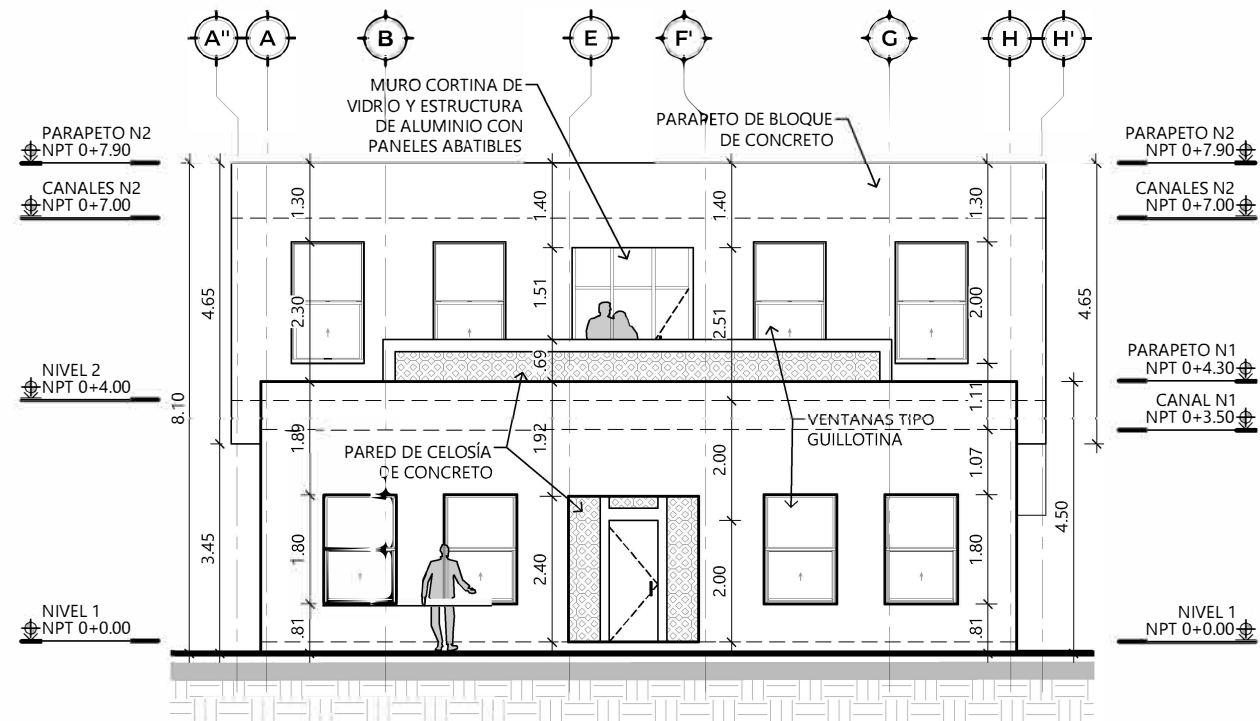 A'' A B E F' G H H'
MURO CORTINA DE
VIDRIO Y ESTRUCTURA
DE ALUMINIO CON
PANELES ABATIBLES
PARAPETO DE BLOQUE
DE CONCRETO
PARAPETO N2
NPT 0+7.90
CANALES N2
NPT 0+7.00
NIVEL 2
NPT 0+4.00
NIVEL 1
NPT 0+0.00
PARAPETO N2
NPT 0+7.90
CANALES N2
NPT 0+7.00
PARAPETO N1
NPT 0+4.30
CANAL N1
NPT 0+3.50
NIVEL 1
NPT 0+0.00
VENTANAS TIPO
GUILLOTINA
PARED DE CELOSÍA
DE CONCRETO
8.10
4.65
3.45
1.30
2.30
1.89
1.80
.81
1.40
1.51
.69
1.92
2.40
1.40
2.51
2.00
2.00
1.30
2.00
1.11
1.07
1.80
.81
4.65
4.50